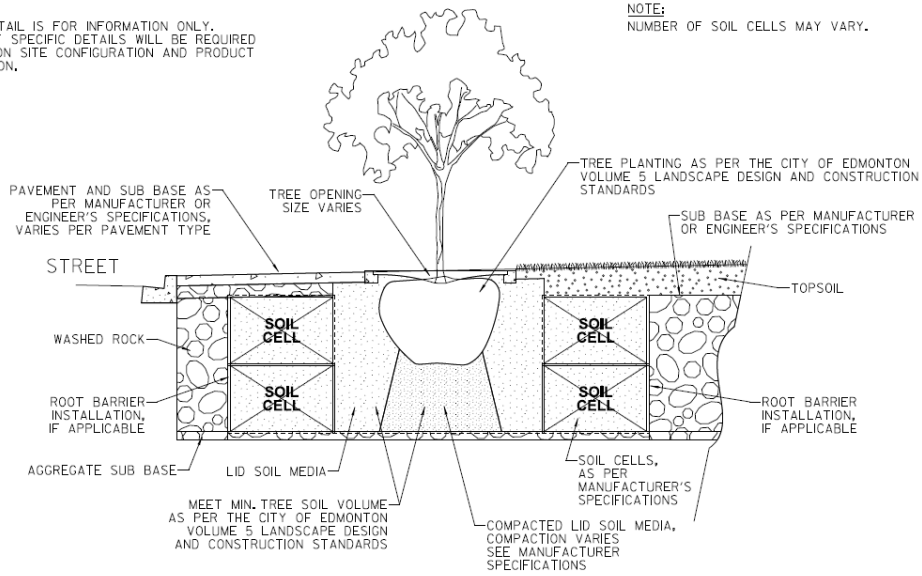 TAIL IS FOR INFORMATION ONLY.
SPECIFIC DETAILS WILL BE REQUIRED
ON SITE CONFIGURATION AND PRODUCT
ON.
NOTE:
NUMBER OF SOIL CELLS MAY VARY.
TREE PLANTING AS PER THE CITY OF EDMONTON
VOLUME 5 LANDSCAPE DESIGN AND CONSTRUCTION
STANDARDS
PAVEMENT AND SUB BASE AS
PER MANUFACTURER OR
ENGINEER'S SPECIFICATIONS,
VARIES PER PAVEMENT TYPE
TREE OPENING
SIZE VARIES
SUB BASE AS PER MANUFACTURER
OR ENGINEER'S SPECIFICATIONS
STREET
TOPSOIL
WASHED ROCK
SOIL
CELL
SOIL
CELL
SOIL
CELL
SOIL
CELL
ROOT BARRIER
INSTALLATION,
IF APPLICABLE
ROOT BARRIER
INSTALLATION,
IF APPLICABLE
AGGREGATE SUB BASE
LID SOIL MEDIA
SOIL CELLS,
AS PER
MANUFACTURER'S
SPECIFICATIONS
MEET MIN. TREE SOIL VOLUME
AS PER THE CITY OF EDMONTON
VOLUME 5 LANDSCAPE DESIGN
AND CONSTRUCTION STANDARDS
COMPACTED LID SOIL MEDIA,
COMPACTION VARIES
SEE MANUFACTURER
SPECIFICATIONS